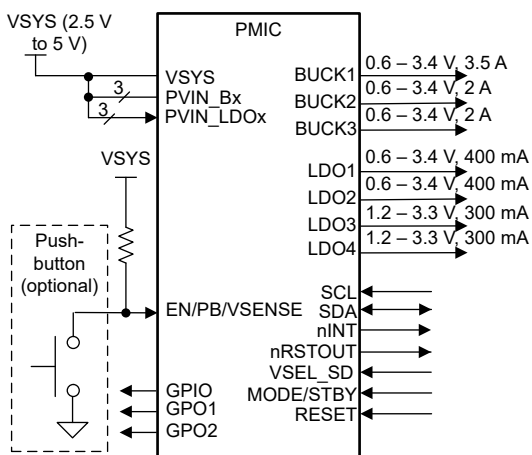 VSYS (2.5 V
to 5 V)
PMIC
VSYS
3
PVIN_Bx
3
PVIN_LDOx
VSYS
Push-
button
(optional)
EN/PB/VSENSE
GPIO
GPO1
GPO2
BUCK1
0.6 – 3.4 V, 3.5 A
BUCK2
0.6 – 3.4 V, 2 A
BUCK3
0.6 – 3.4 V, 2 A
LDO1
0.6 – 3.4 V, 400 mA
LDO2
0.6 – 3.4 V, 400 mA
LDO3
1.2 – 3.3 V, 300 mA
LDO4
1.2 – 3.3 V, 300 mA
SCL
SDA
nINT
nRSTOUT
VSEL_SD
MODE/STBY
RESET